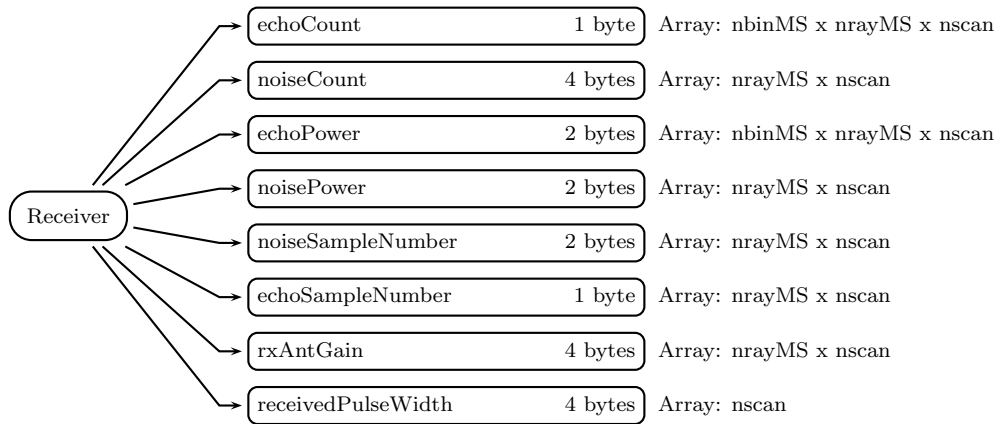 echoCount 1 byte Array: nbinMS x nrayMS x nscan
noiseCount 4 bytes Array: nrayMS x nscan
echoPower 2 bytes Array: nbinMS x nrayMS x nscan
noisePower 2 bytes Array: nrayMS x nscan
Receiver
noiseSampleNumber 2 bytes Array: nrayMS x nscan
echoSampleNumber 1 byte Array: nrayMS x nscan
rxAntGain 4 bytes Array: nrayMS x nscan
receivedPulseWidth 4 bytes Array: nscan